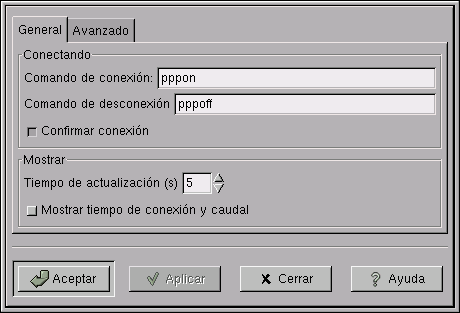 General Avanzado
Conectando
Comando de conexión: pppon
Comando de desconexión pppoff
Confirmar conexión
Mostrar
Tiempo de actualización (s) 5
Mostrar tiempo de conexión y caudal
Aceptar Aplicar Cerrar Ayuda